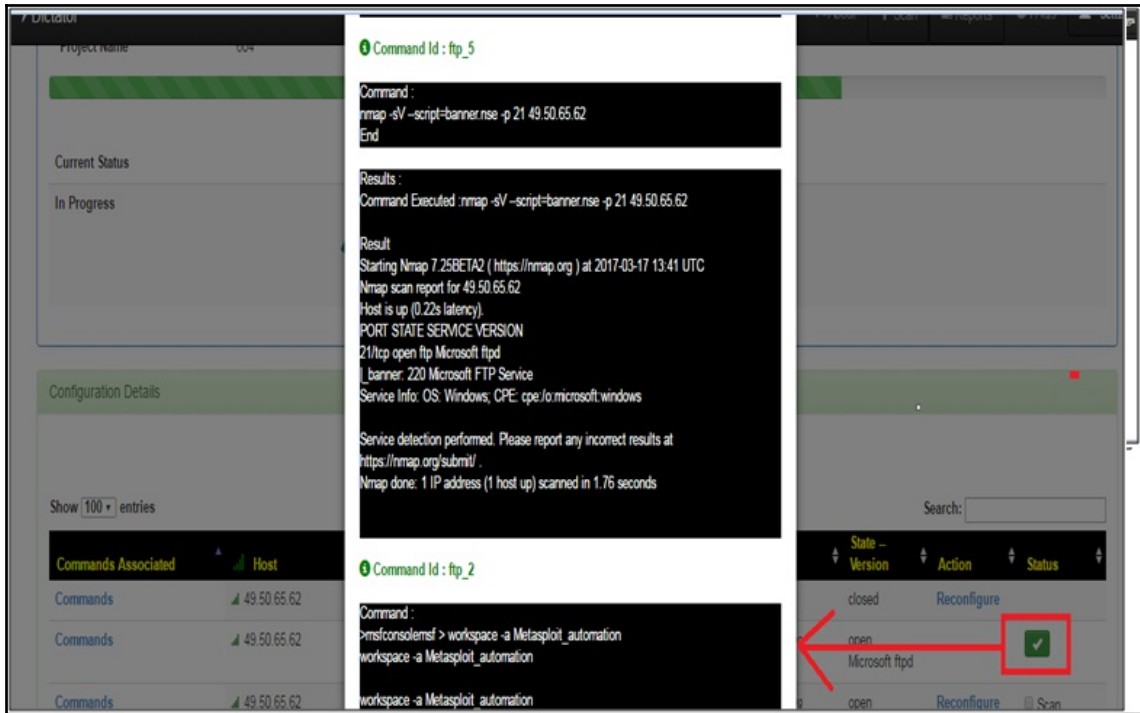 Dictator
Scan
Reports
Project Name 604
Current Status
In Progress
Command Id : ftp_5
Command :
nmap -sV --script=banner.nse -p 21 49.50.65.62
End
Results :
Command Executed :nmap -sV --script=banner.nse -p 21 49.50.65.62
Result
Starting Nmap 7.25BETA2 ( https://nmap.org ) at 2017-03-17 13:41 UTC
Nmap scan report for 49.50.65.62
Host is up (0.22s latency).
PORT STATE SERVICE VERSION
21/tcp open ftp Microsoft ftpd
|_banner: 220 Microsoft FTP Service
Service Info: OS: Windows; CPE: cpe:/o:microsoft:windows
Service detection performed. Please report any incorrect results at
https://nmap.org/submit/ .
Nmap done: 1 IP address (1 host up) scanned in 1.76 seconds
Configuration Details
Show 100 entries
Search:
Commands Associated Host State -- Version Action Status
Commands 49.50.65.62 closed Reconfigure
Commands 49.50.65.62 open Microsoft ftpd
Commands 49.50.65.62 open Reconfigure Scan
Command Id : ftp_2
Command :
>msfconsolemsf > workspace -a Metasploit_automation
workspace -a Metasploit_automation
workspace -a Metasploit_automation